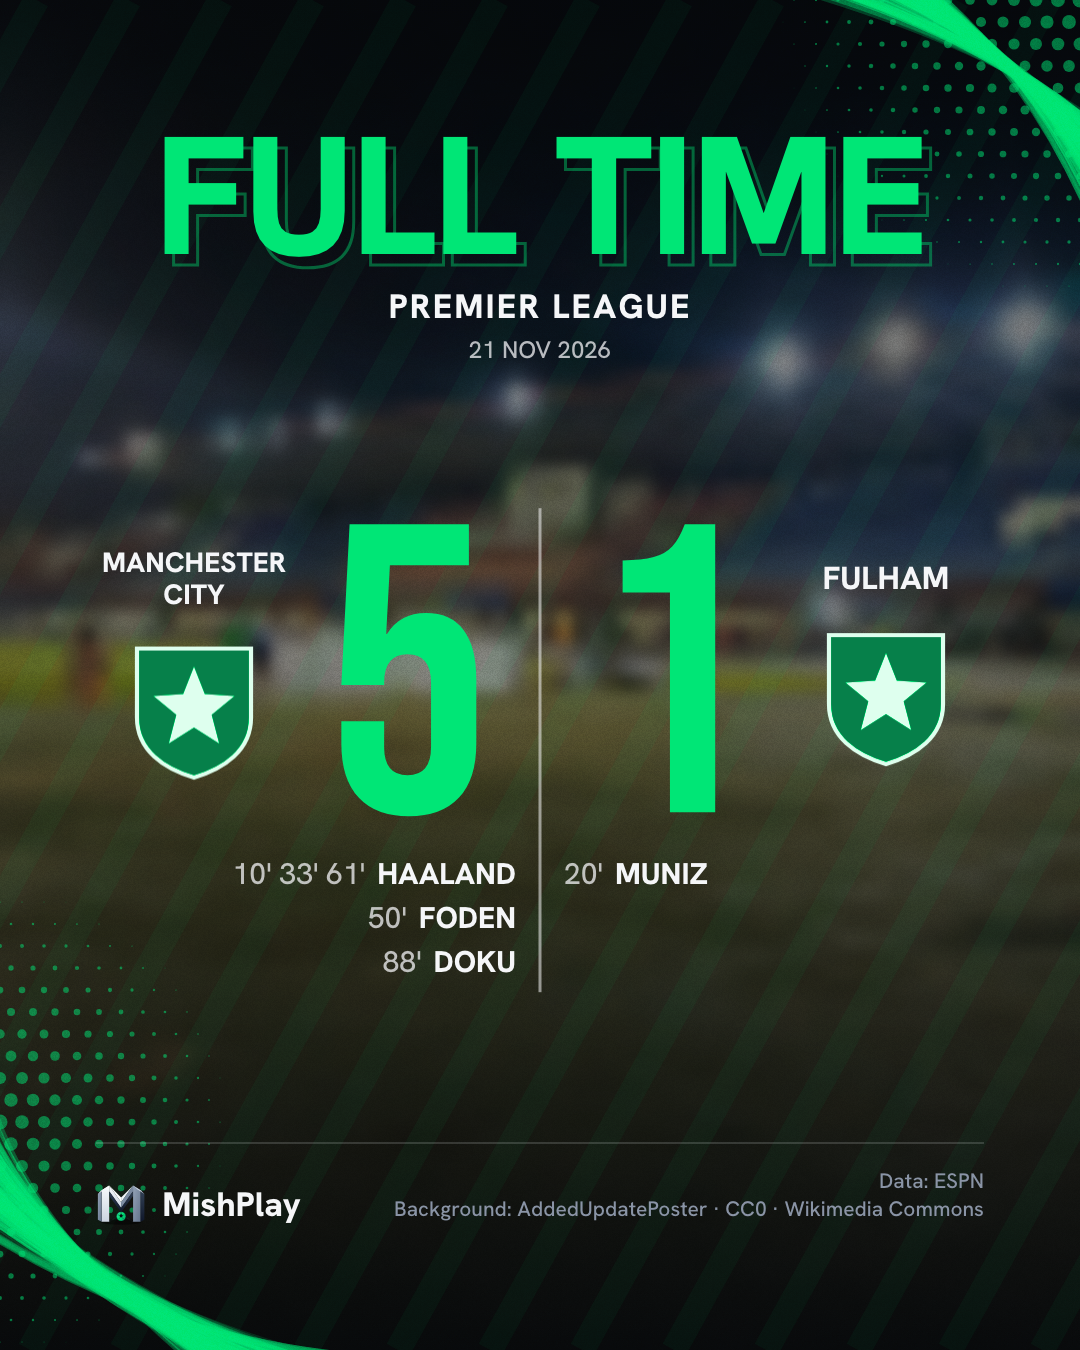 FULL TIME
PREMIER LEAGUE
21 NOV 2026
MANCHESTER
CITY
5
1
FULHAM
10' 33' 61' HAALAND
50' FODEN
88' DOKU
20' MUNIZ
MishPlay
Data: ESPN
Background: AddedUpdatePoster · CC0 · Wikimedia Commons